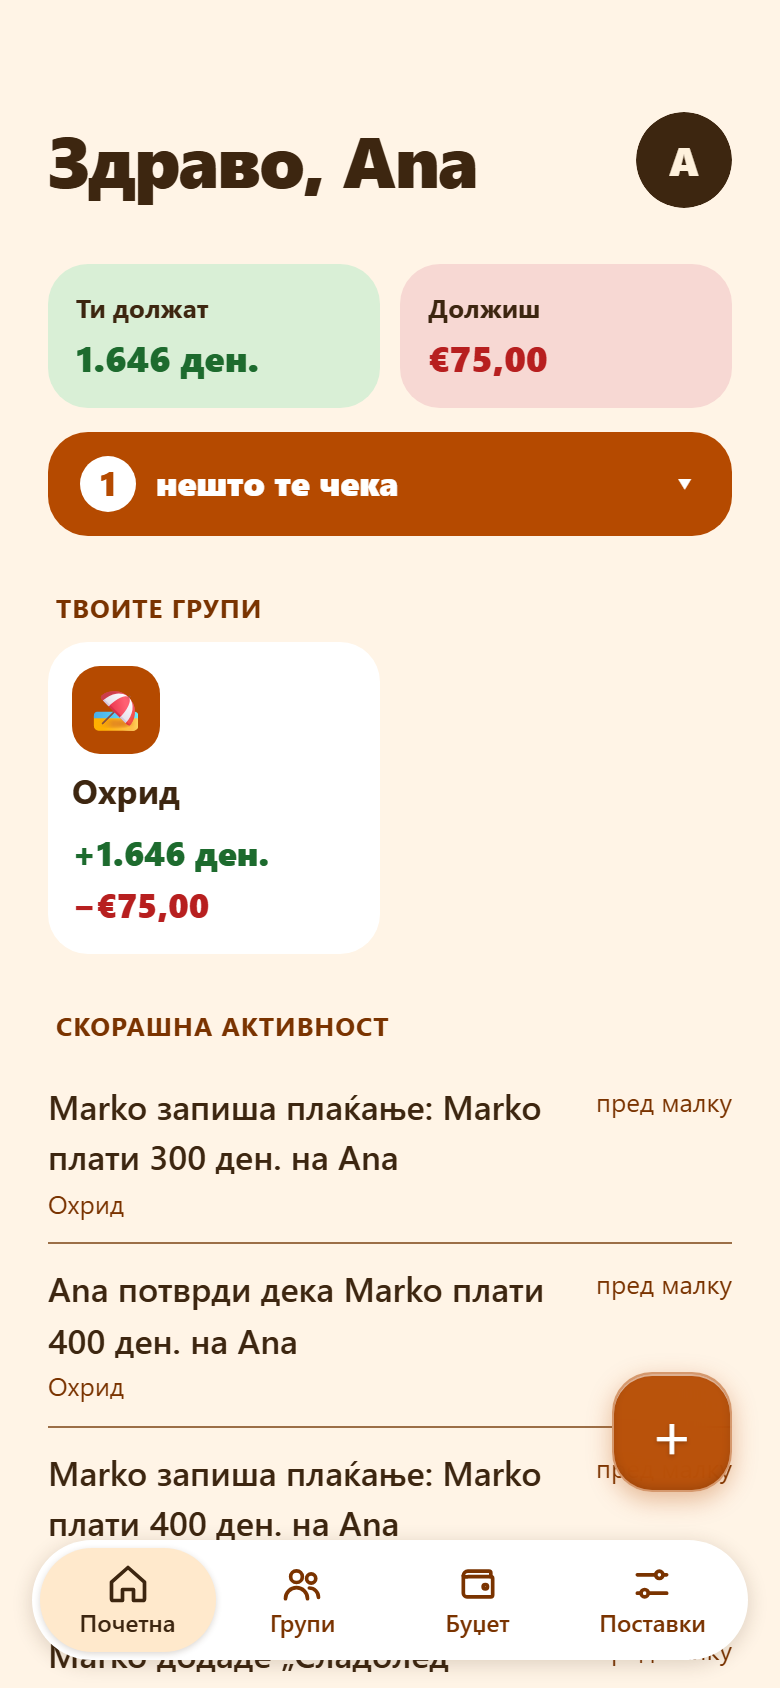 Здраво, Ana
A
Ти должат
1.646 ден.
Должиш
€75,00
1 нешто те чека
ТВОИТЕ ГРУПИ
Охрид
+1.646 ден.
−€75,00
СКОРАШНА АКТИВНОСТ
Marko запиша плаќање: Marko
плати 300 ден. на Ana
пред малку
Охрид
Ana потврди дека Marko плати
400 ден. на Ana
пред малку
Охрид
Marko запиша плаќање: Marko
плати 400 ден. на Ana
+
Почетна
Групи
Буџет
Поставки
Marko додаде „Сладолед